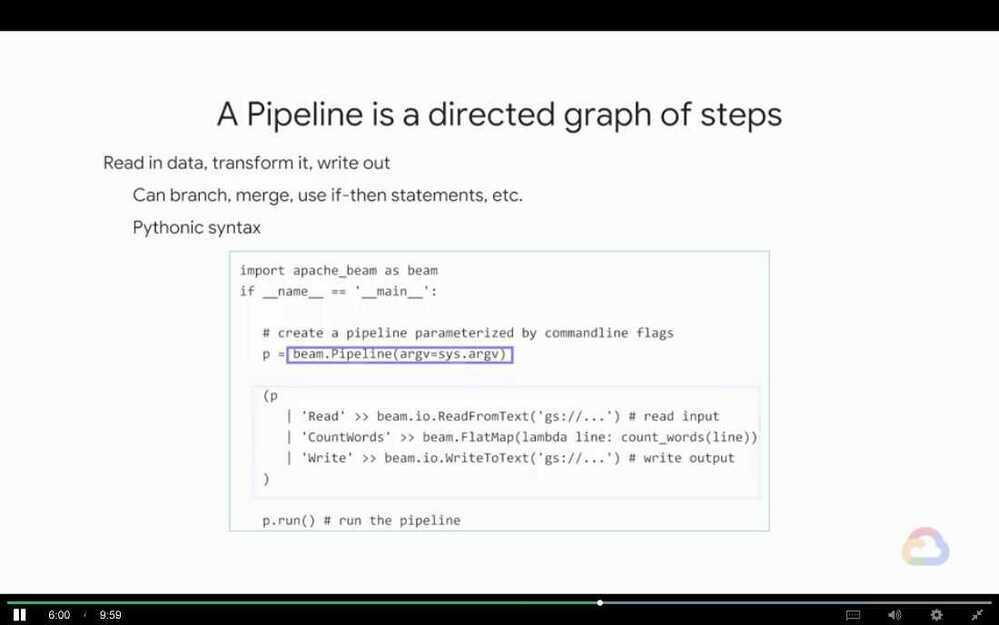 A Pipeline is a directed graph of steps
Read in data, transform it, write out
Can branch, merge, use if-then statements, etc.
Pythonic syntax
import apache_beam as beam
if __name__ == '__main__':
# create a pipeline parameterized by commandline flags
p = beam.Pipeline(argv=sys.argv)
(p
| 'Read' >> beam.io.ReadFromText('gs://...') # read input
| 'CountWords' >> beam.FlatMap(lambda line: count_words(line))
| 'Write' >> beam.io.WriteToText('gs://...') # write output
)
p.run() # run the pipeline
6:00 / 9:59